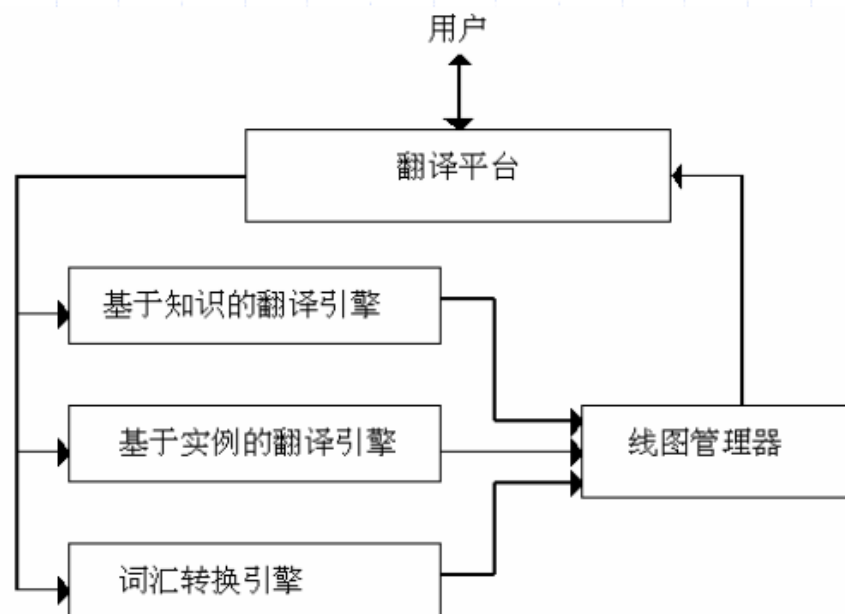 用户
翻译平台
基于知识的翻译引擎
基于实例的翻译引擎
线图管理器
词汇转换引擎